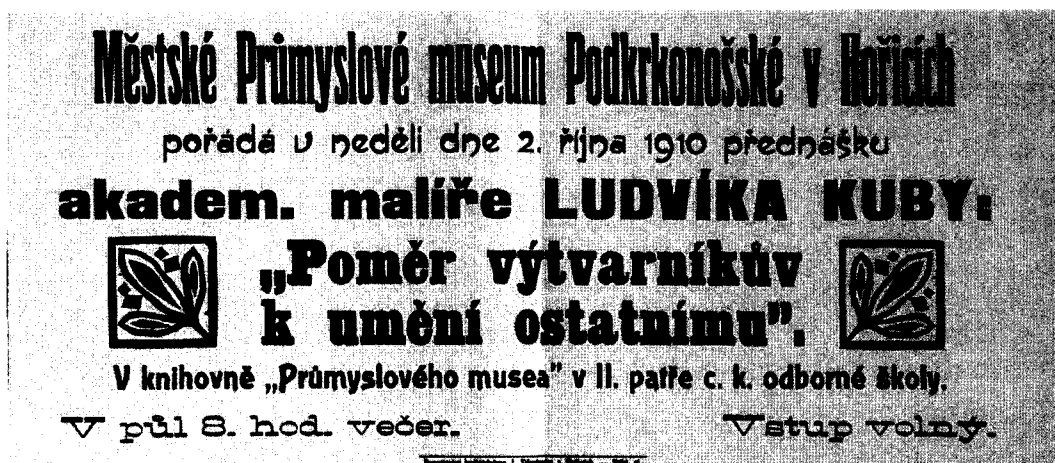 Městské Průmyslové museum Podkrkonošské v Hořicích
pořádá v neděli dne 2. října 1910 přednášku
akadem. malíře LUDVÍKA KUBY:
„Poměr výtvarníkův
k umění ostatnímu”.
V knihovně „Průmyslového musea” v II. patře c. k. odborné školy.
V půl 8. hod. večer. Vstup volný.